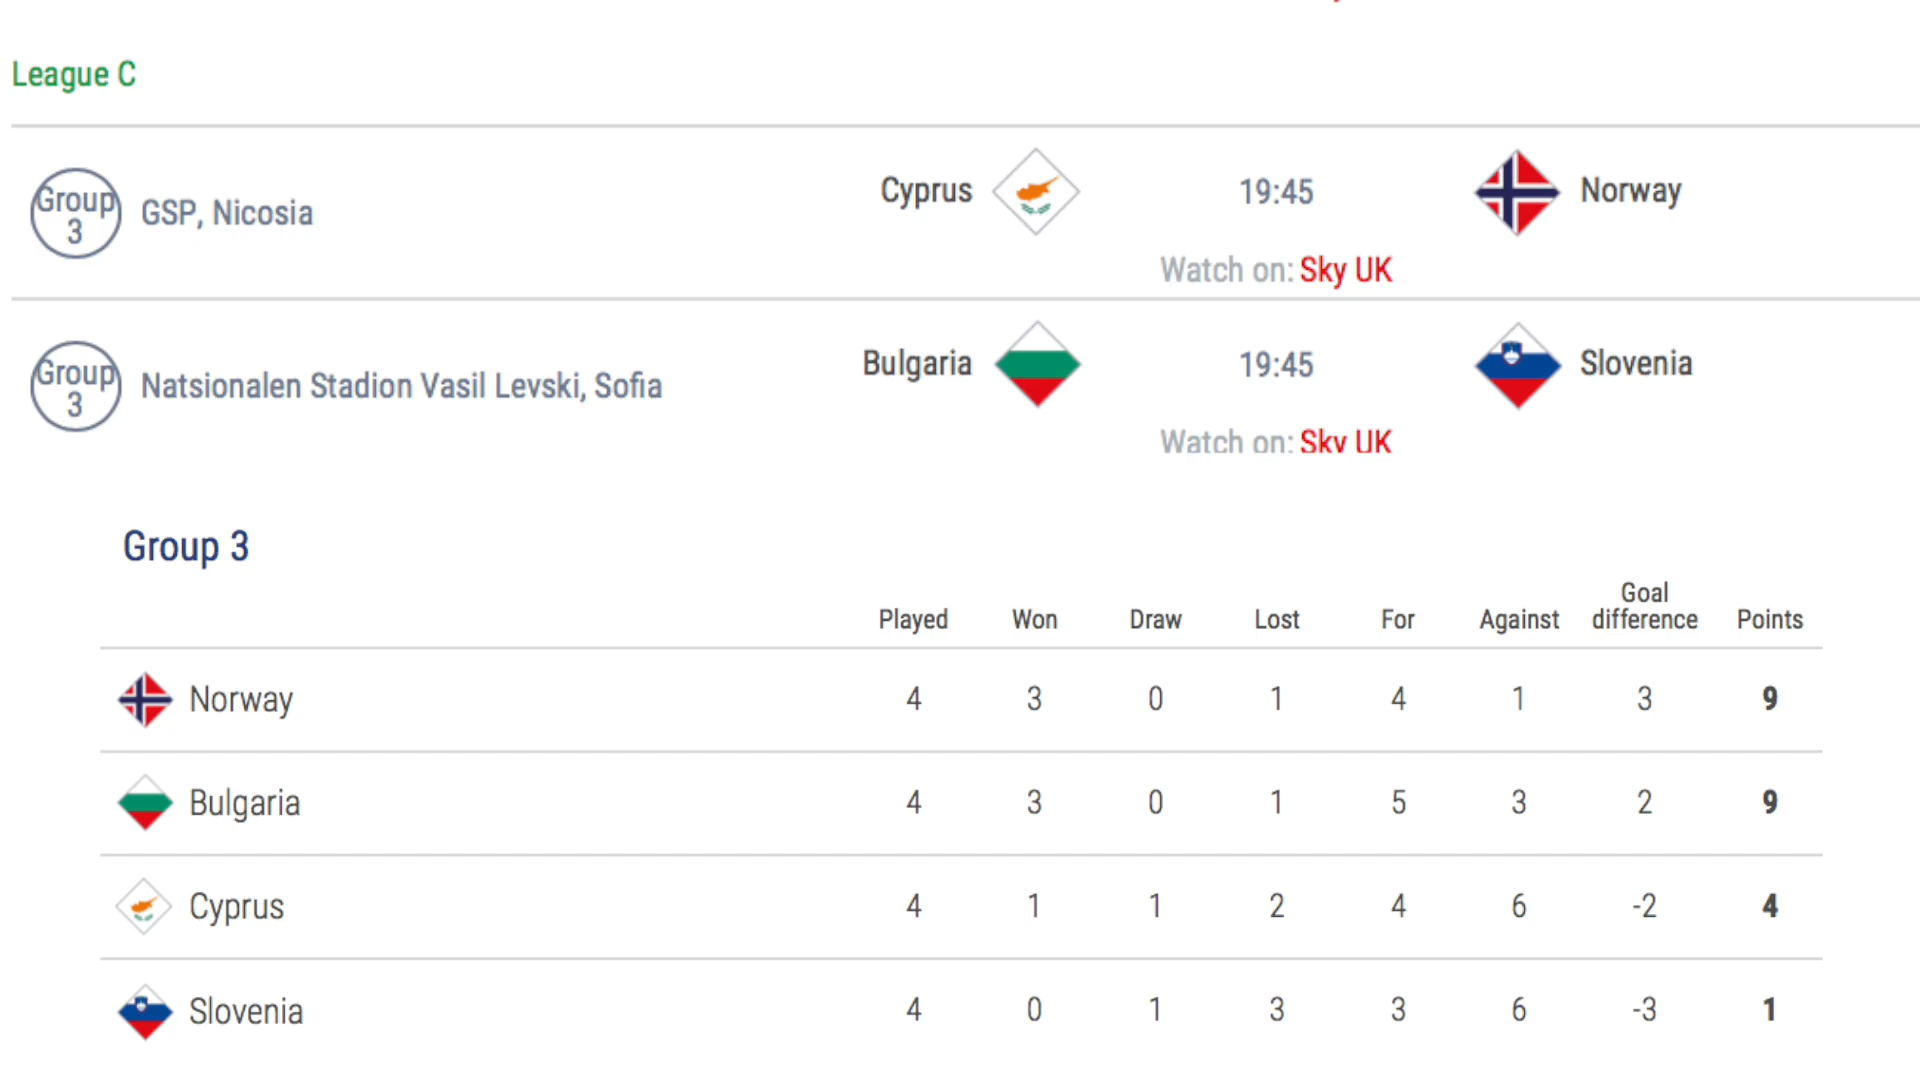 League C
Group 3 GSP, Nicosia Cyprus 19:45 Norway
Watch on: Sky UK
Group 3 Natsionalen Stadion Vasil Levski, Sofia Bulgaria 19:45 Slovenia
Watch on: Sky UK
Group 3
Played Won Draw Lost For Against Goal difference Points
Norway 4 3 0 1 4 1 3 9
Bulgaria 4 3 0 1 5 3 2 9
Cyprus 4 1 1 2 4 6 -2 4
Slovenia 4 0 1 3 3 6 -3 1